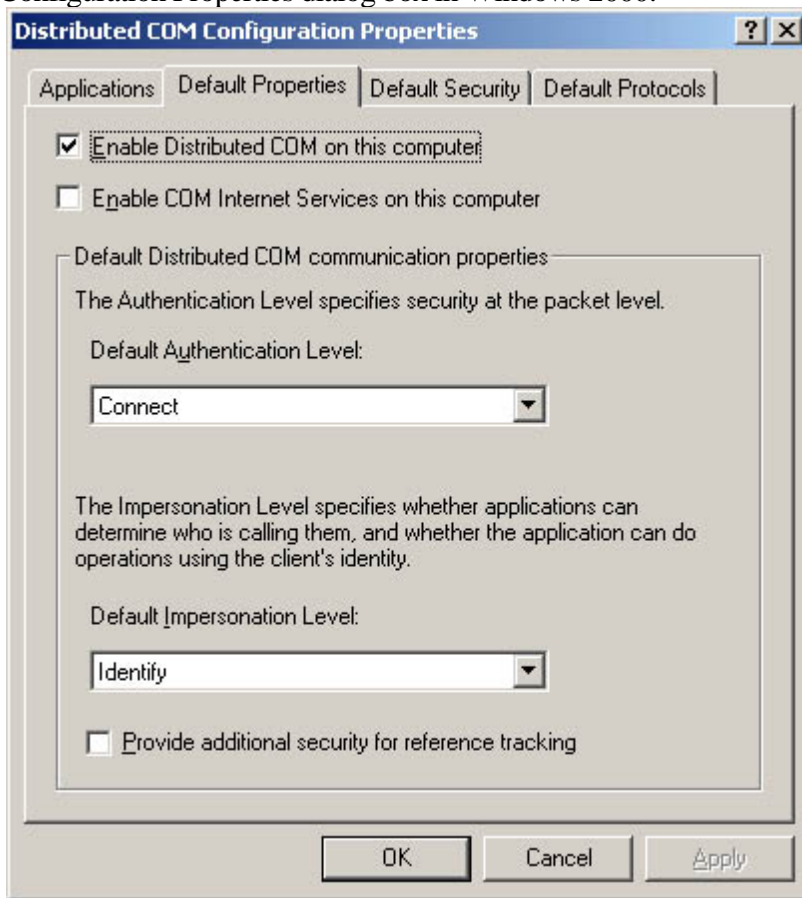 Configuration Properties dialog box in Windows 2000.
Distributed COM Configuration Properties
Applications Default Properties Default Security Default Protocols
Enable Distributed COM on this computer
Enable COM Internet Services on this computer
Default Distributed COM communication properties
The Authentication Level specifies security at the packet level.
Default Authentication Level:
Connect
The Impersonation Level specifies whether applications can
determine who is calling them, and whether the application can do
operations using the client's identity.
Default Impersonation Level:
Identify
Provide additional security for reference tracking
OK Cancel Apply